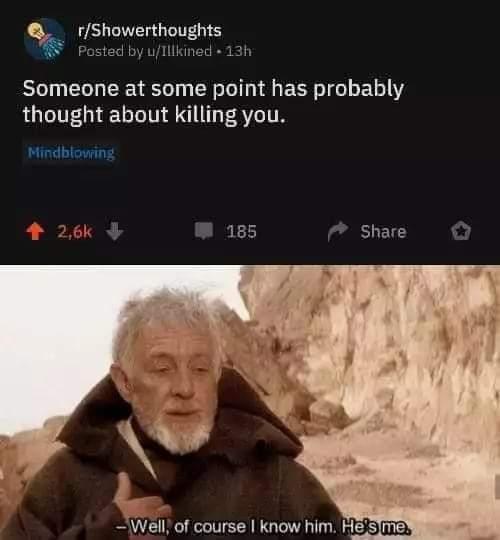 r/Showerthoughts
Posted by u/Illkined • 13h
Someone at some point has probably
thought about killing you.
Mindblowing
2,6k
185
Share
– Well, of course I know him. He's me.